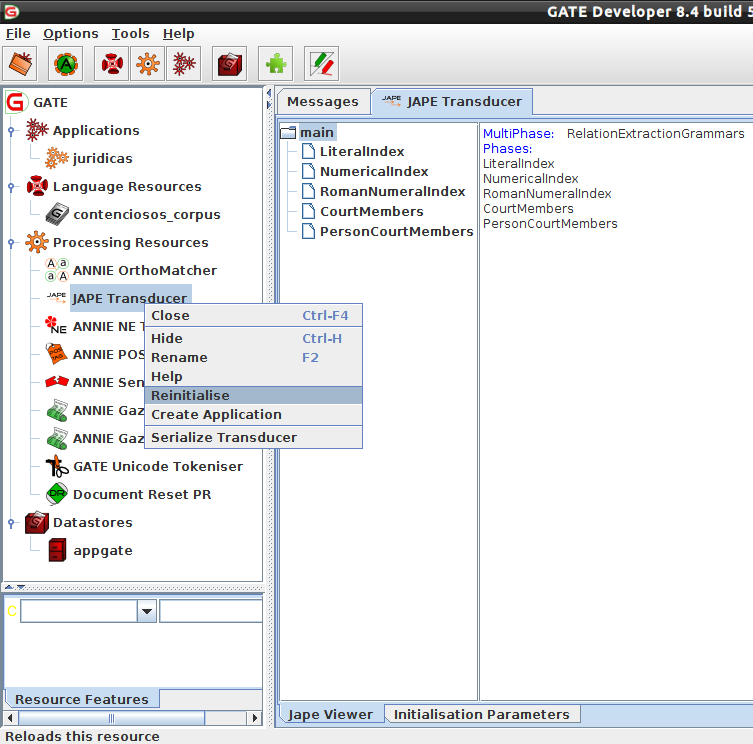 GATE Developer 8.4 build 5
File Options Tools Help
GATE
Applications
juridicas
Language Resources
contenciosos_corpus
Processing Resources
ANNIE OrthoMatcher
JAPE Transducer
ANNIE NE T
ANNIE POS
ANNIE Sen
ANNIE Gaz
ANNIE Gaz
GATE Unicode Tokeniser
Document Reset PR
Datastores
appgate
Close Ctrl-F4
Hide Ctrl-H
Rename F2
Help
Reinitialise
Create Application
Serialize Transducer
C
Resource Features
Messages JAPE JAPE Transducer
main
LiteralIndex
NumericalIndex
RomanNumeralIndex
CourtMembers
PersonCourtMembers
MultiPhase: RelationExtractionGrammars
Phases:
LiteralIndex
NumericalIndex
RomanNumeralIndex
CourtMembers
PersonCourtMembers
Jape Viewer Initialisation Parameters
Reloads this resource